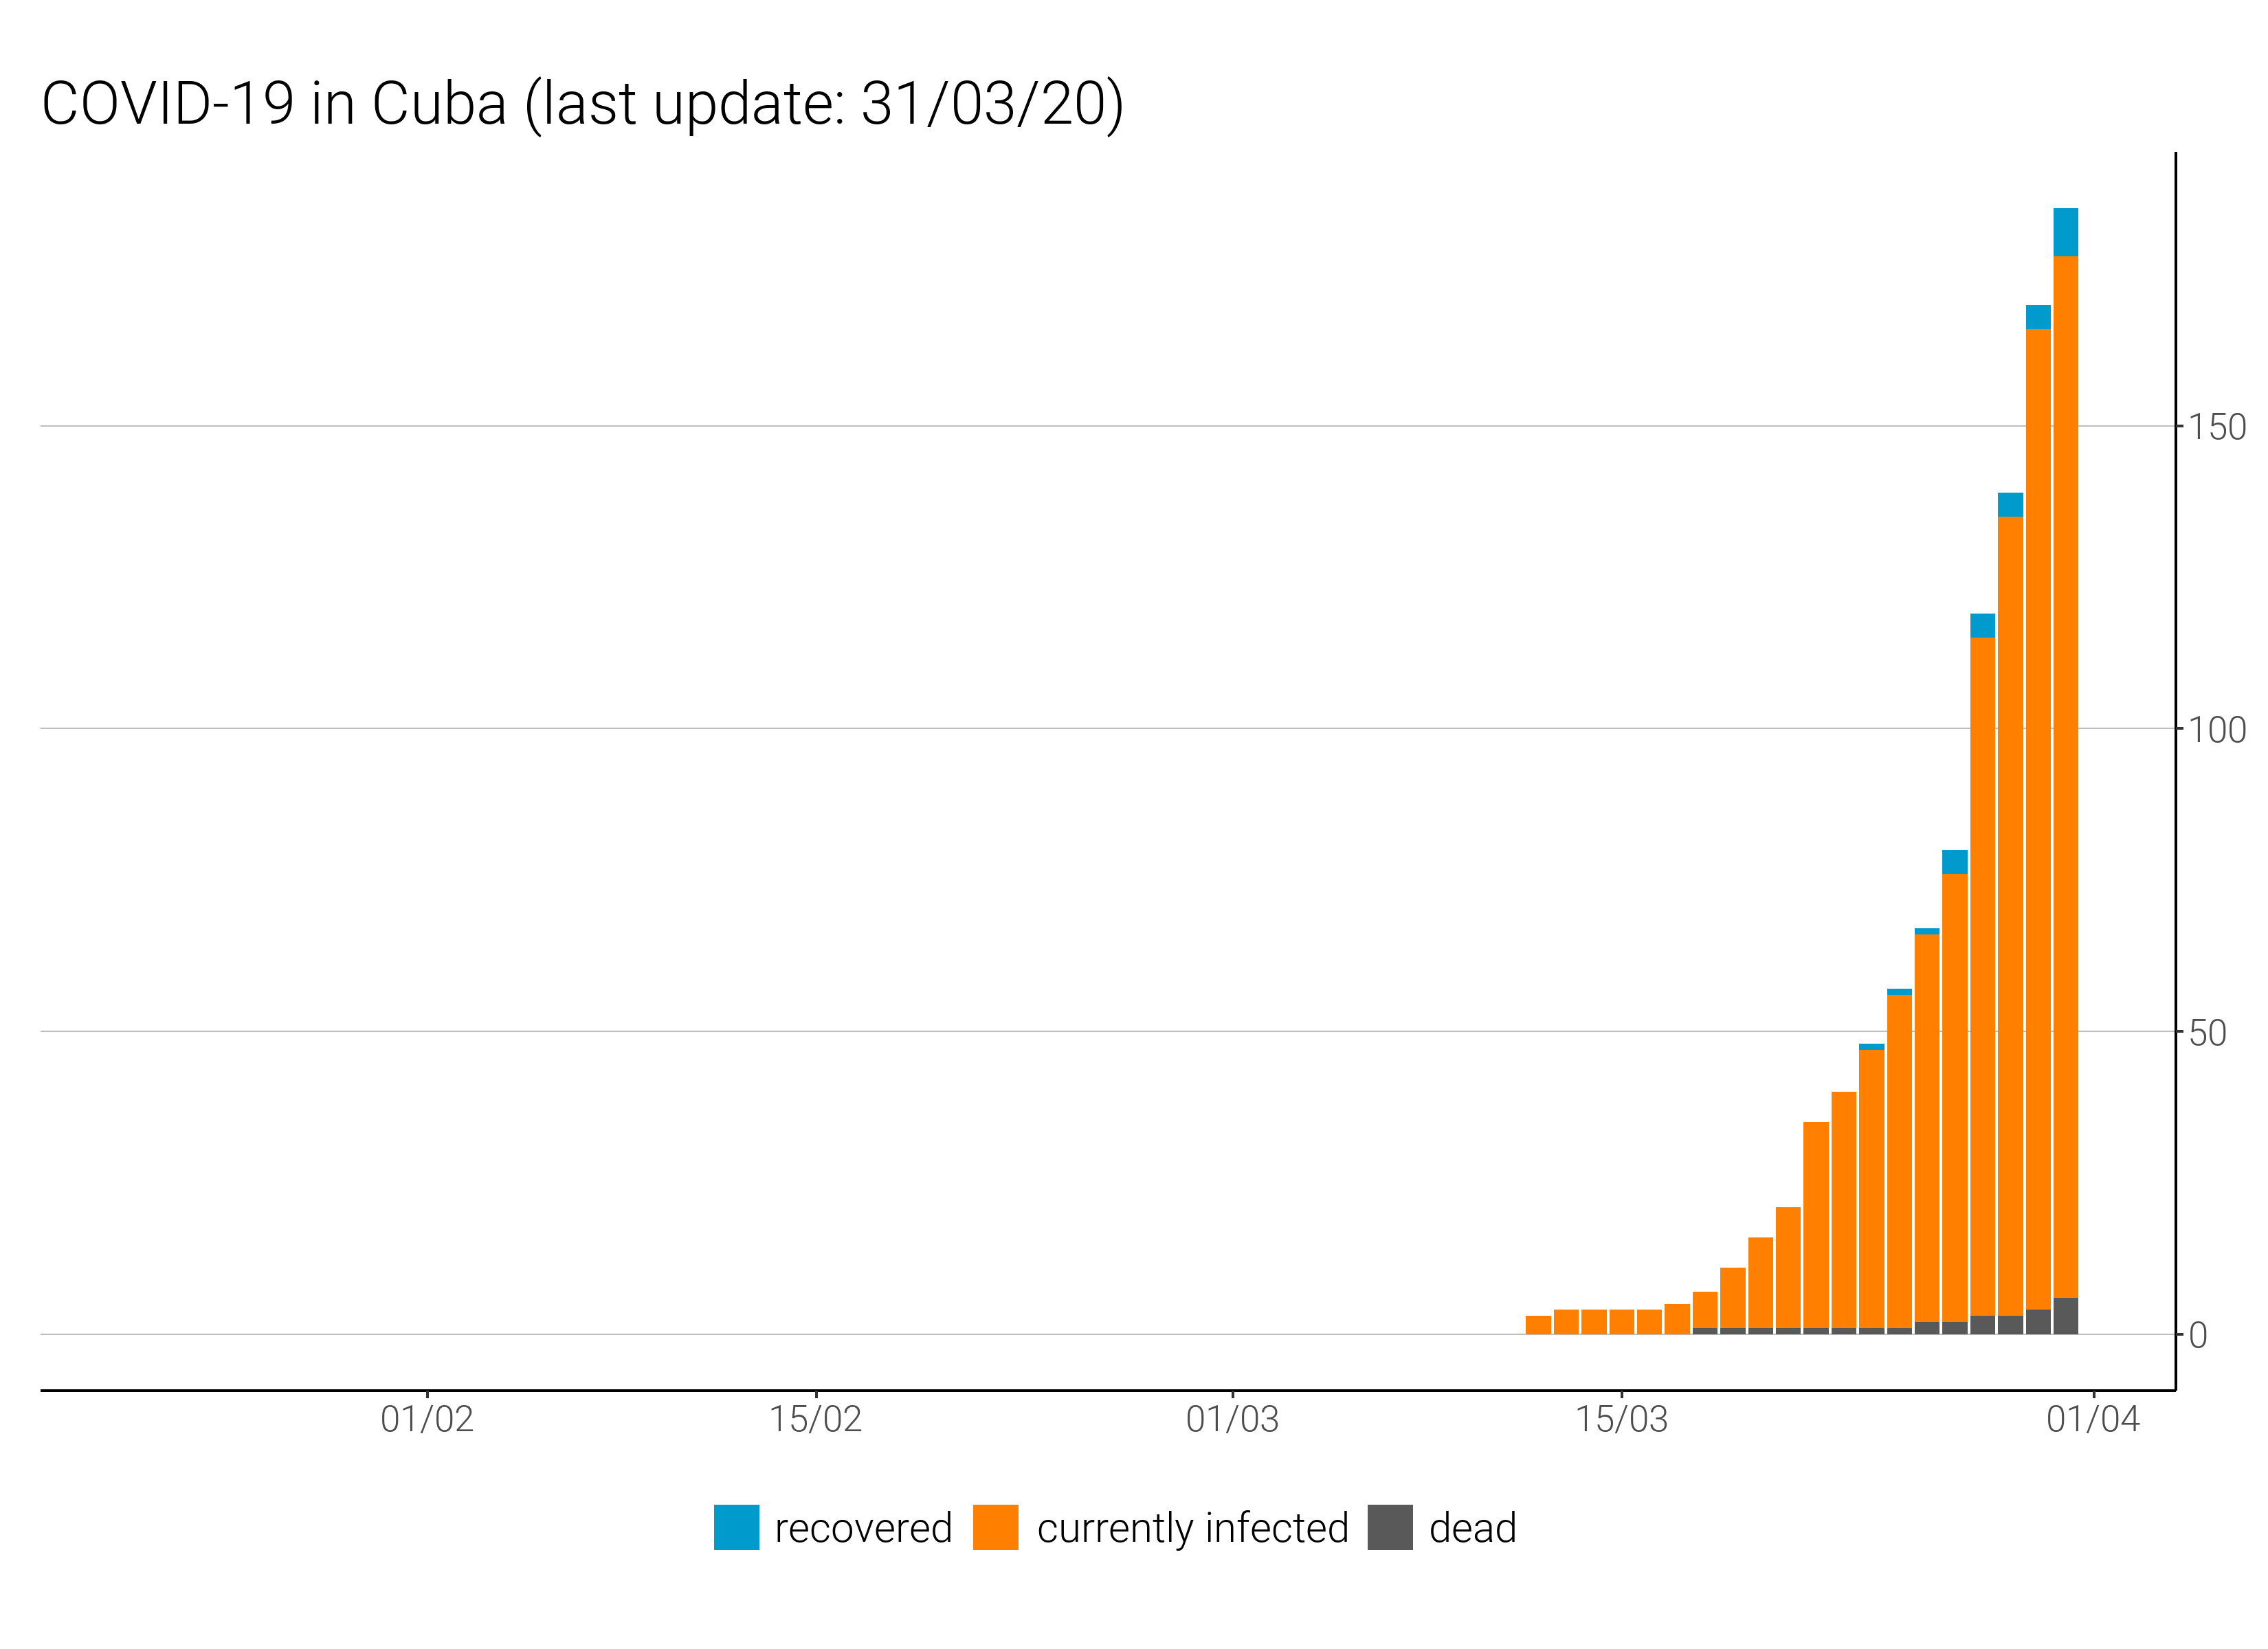 COVID-19 in Cuba (last update: 31/03/20)
150
100
50
0
01/02 15/02 01/03 15/03 01/04
recovered currently infected dead